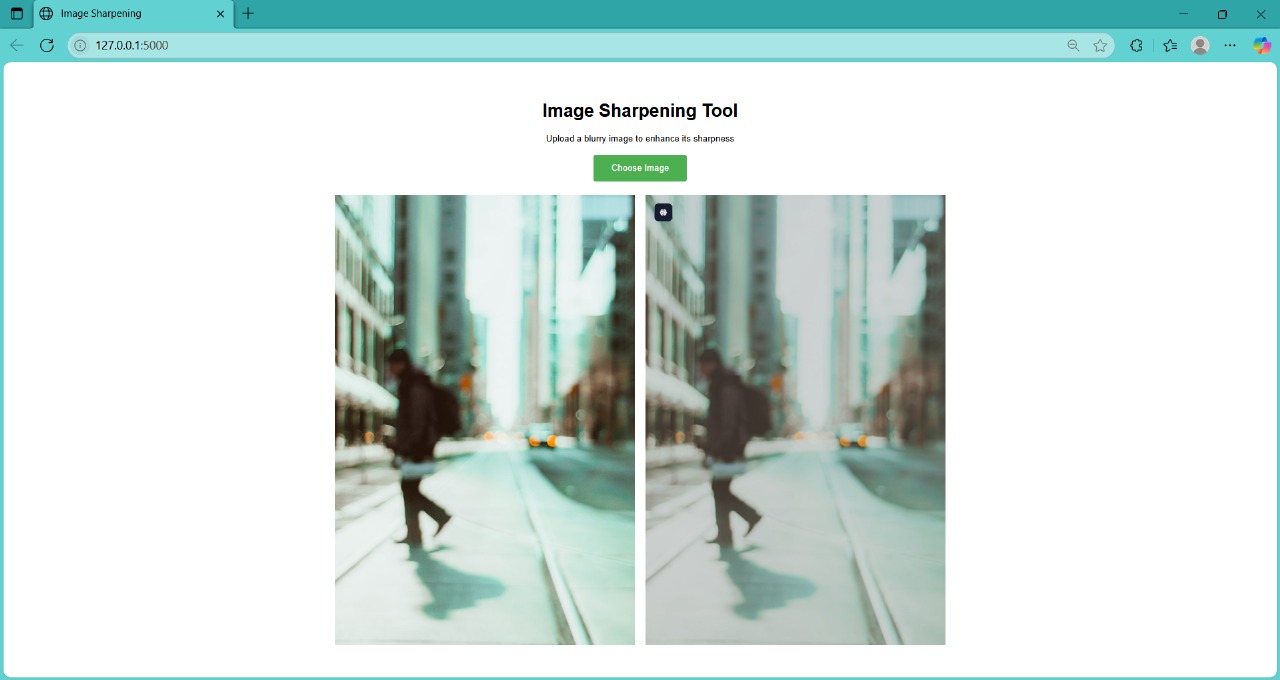 Image Sharpening
127.0.0.1:5000
Image Sharpening Tool
Upload a blurry image to enhance its sharpness
Choose Image